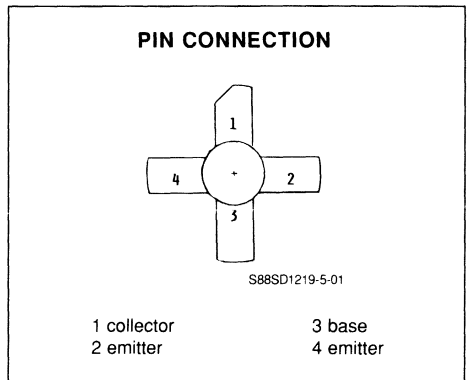 PIN CONNECTION
1
4
2
3
S88SD1219-5-01
1 collector 3 base
2 emitter 4 emitter